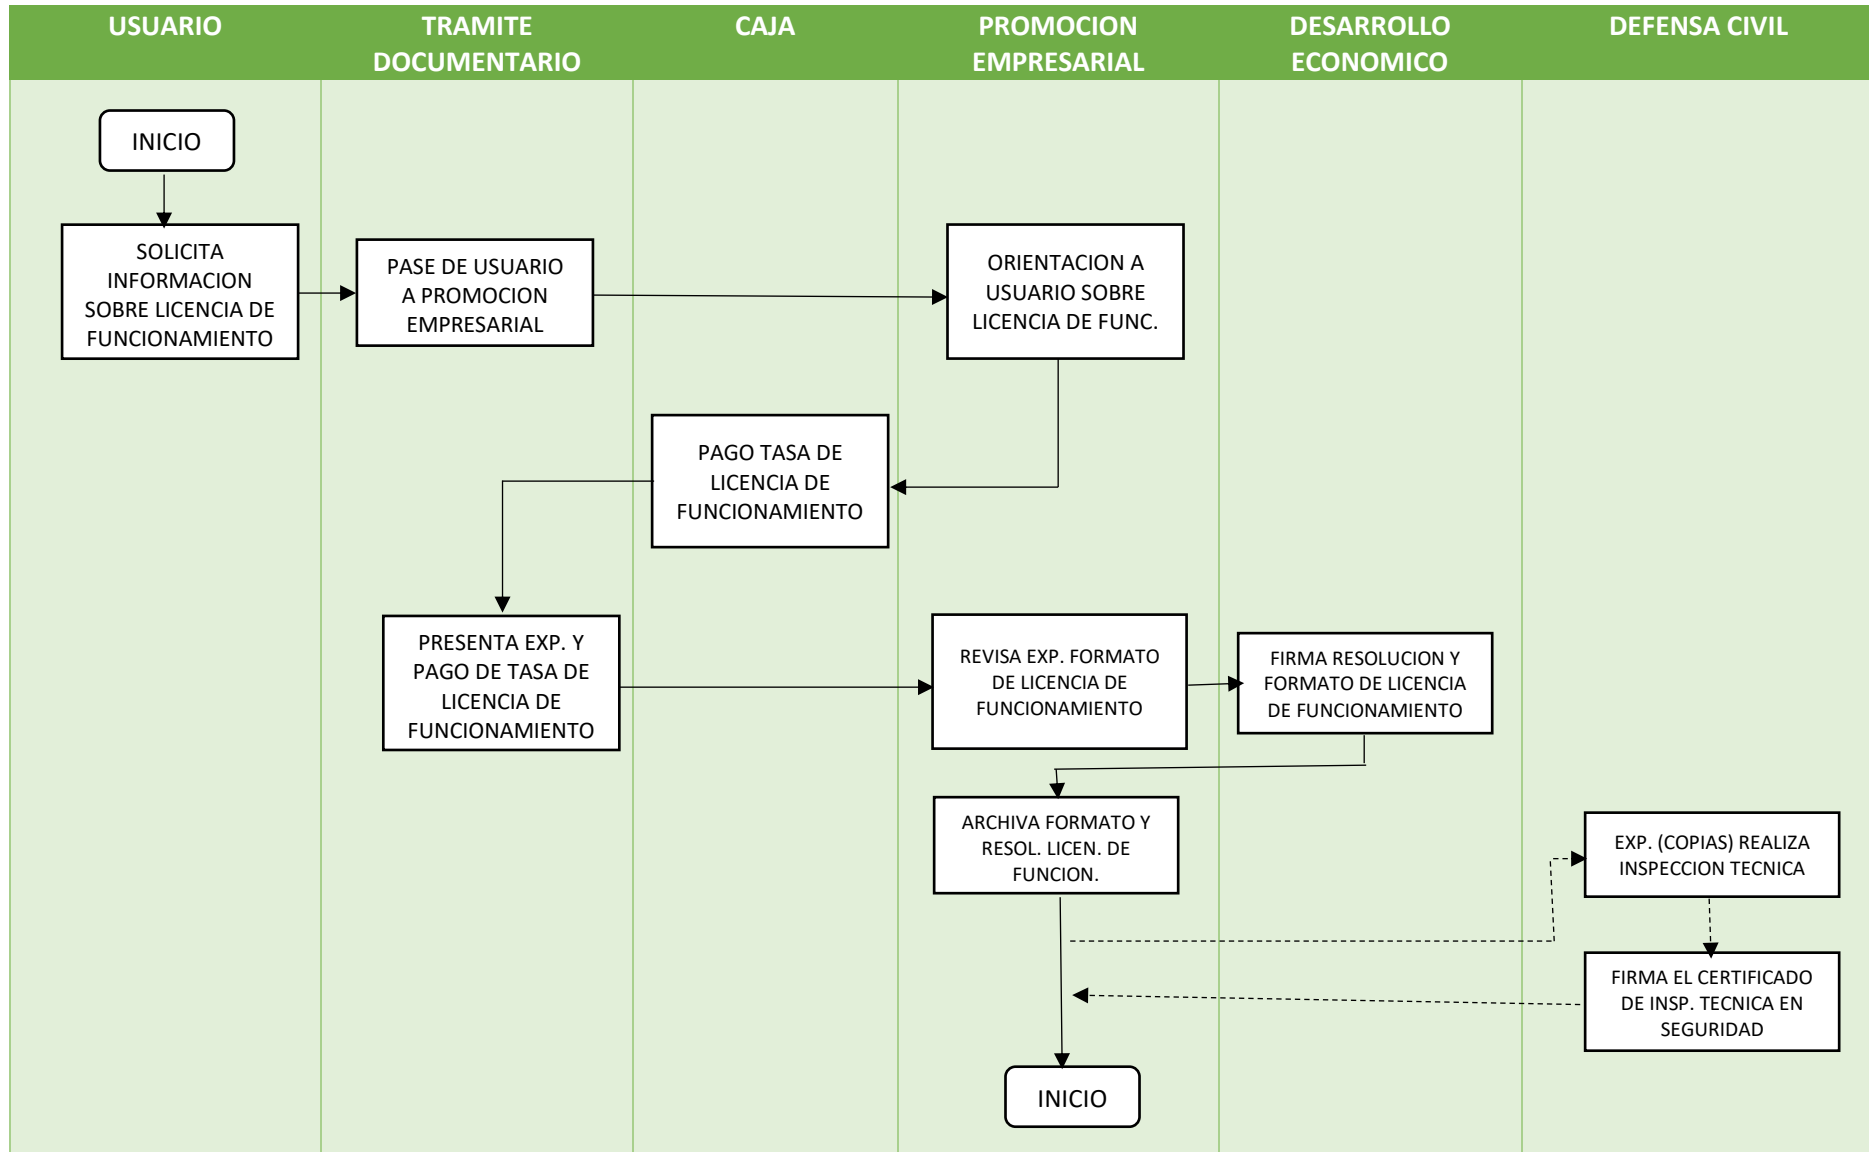 USUARIO
TRAMITE
DOCUMENTARIO
CAJA
PROMOCION
EMPRESARIAL
DESARROLLO
ECONOMICO
DEFENSA CIVIL
INICIO
SOLICITA
INFORMACION
SOBRE LICENCIA DE
FUNCIONAMIENTO
PASE DE USUARIO
A PROMOCION
EMPRESARIAL
ORIENTACION A
USUARIO SOBRE
LICENCIA DE FUNC.
PAGO TASA DE
LICENCIA DE
FUNCIONAMIENTO
PRESENTA EXP. Y
PAGO DE TASA DE
LICENCIA DE
FUNCIONAMIENTO
REVISA EXP. FORMATO
DE LICENCIA DE
FUNCIONAMIENTO
FIRMA RESOLUCION Y
FORMATO DE LICENCIA
DE FUNCIONAMIENTO
ARCHIVA FORMATO Y
RESOL. LICEN. DE
FUNCION.
EXP. (COPIAS) REALIZA
INSPECCION TECNICA
FIRMA EL CERTIFICADO
DE INSP. TECNICA EN
SEGURIDAD
INICIO